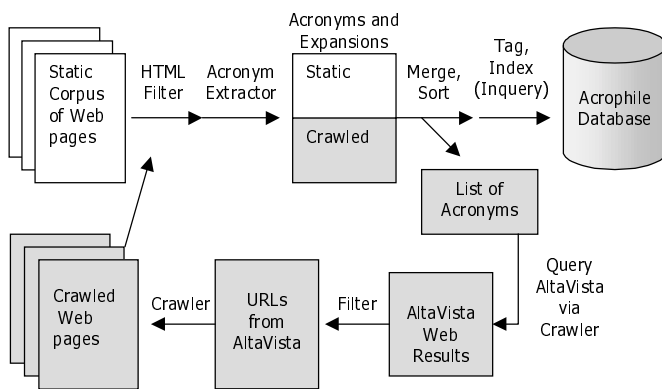 Static
Corpus
of Web
pages
HTML
Filter
Acronym
Extractor
Acronyms and
Expansions
Static
Crawled
Merge,
Sort
Tag,
Index
(Inquery)
Acrophile
Database
List of
Acronyms
Query
AltaVista
via
Crawler
AltaVista
Web
Results
Filter
URLs
from
AltaVista
Crawler
Crawled
Web
pages